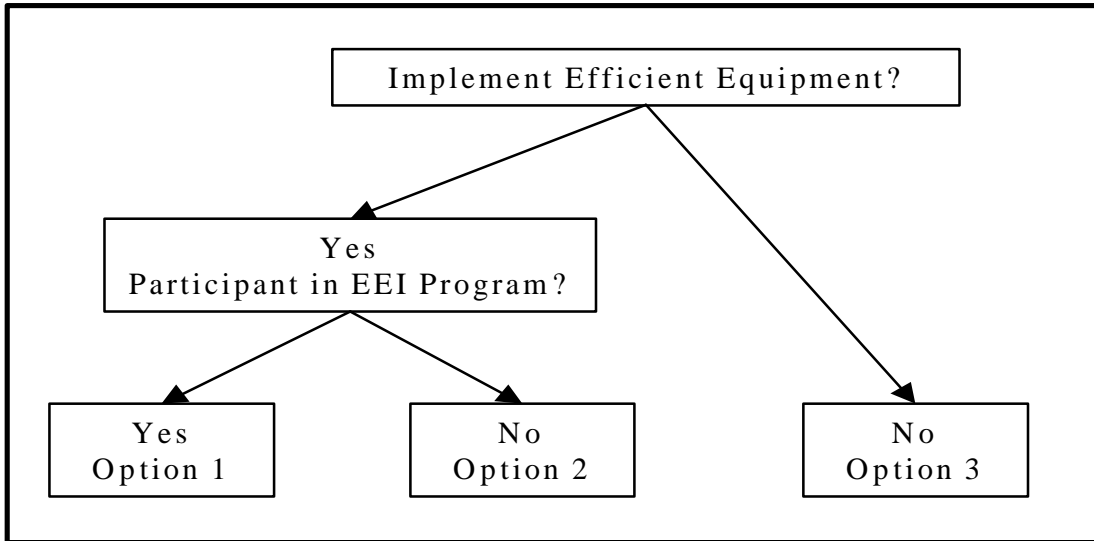 Implement Efficient Equipment?
Yes
Participant in EEI Program?
Yes
Option 1
No
Option 2
No
Option 3